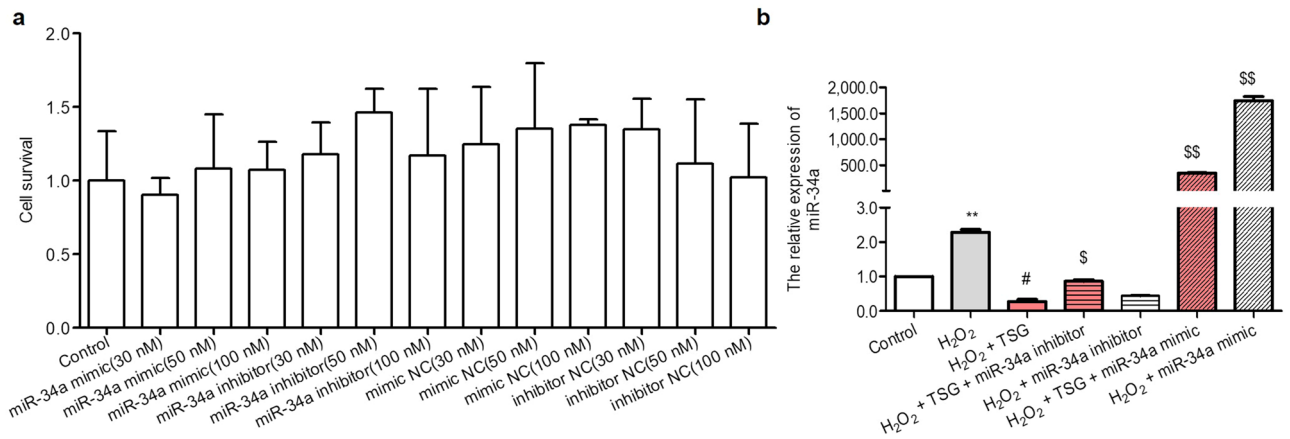 a
2.0
1.5
1.0
0.5
0.0
Cell survival
Control
miR-34a mimic(30 nM)
miR-34a mimic(50 nM)
miR-34a mimic(100 nM)
miR-34a inhibitor(30 nM)
miR-34a inhibitor(50 nM)
miR-34a inhibitor(100 nM)
mimic NC(30 nM)
mimic NC(50 nM)
mimic NC(100 nM)
inhibitor NC(30 nM)
inhibitor NC(50 nM)
inhibitor NC(100 nM)
b
The relative expression of
miR-34a
2,000.0
1,500.0
1,000.0
500.0
3.0
2.0
1.0
0.0
**
#
$
$$
$$
Control
H₂O₂
H₂O₂ + TSG
H₂O₂ + TSG + miR-34a inhibitor
H₂O₂ + miR-34a inhibitor
H₂O₂ + TSG + miR-34a mimic
H₂O₂ + miR-34a mimic